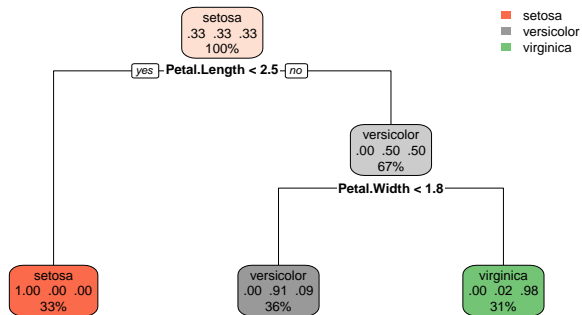 setosa
.33 .33 .33
100%
setosa
versicolor
virginica
yes Petal.Length < 2.5 no
versicolor
.00 .50 .50
67%
Petal.Width < 1.8
setosa
1.00 .00 .00
33%
versicolor
.00 .91 .09
36%
virginica
.00 .02 .98
31%